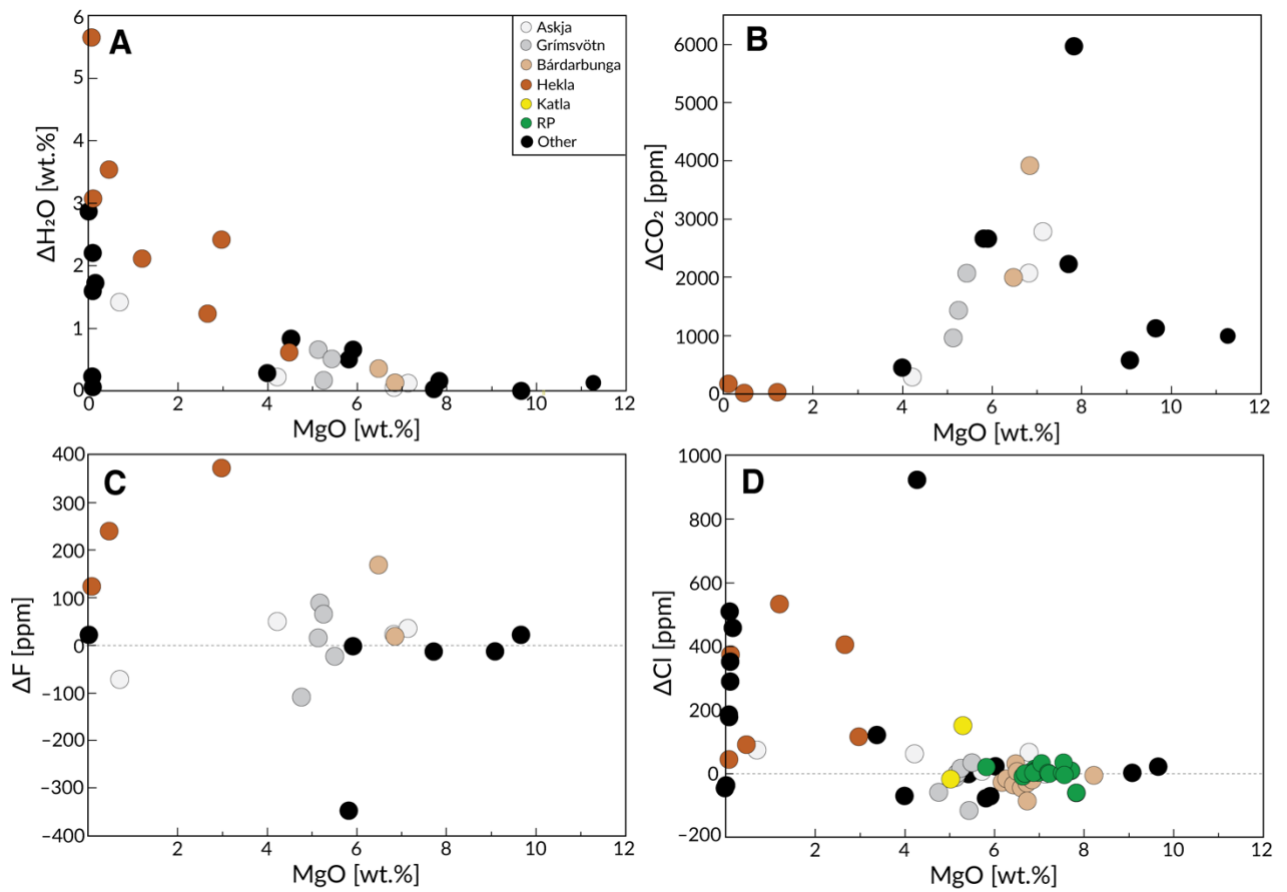 A
Askja
Grímsvötn
Bárdarbunga
Hekla
Katla
RP
Other
6
5
4
3
2
1
0
ΔH₂O [wt.%]
0 2 4 6 8 10 12
MgO [wt.%]
B
6000
5000
4000
3000
2000
1000
0
ΔCO₂ [ppm]
2 4 6 8 10 12
MgO [wt.%]
C
400
300
200
100
0
−100
−200
−300
−400
ΔF [ppm]
2 4 6 8 10 12
MgO [wt.%]
D
1000
800
600
400
200
0
−200
ΔCl [ppm]
2 4 6 8 10 12
MgO [wt.%]